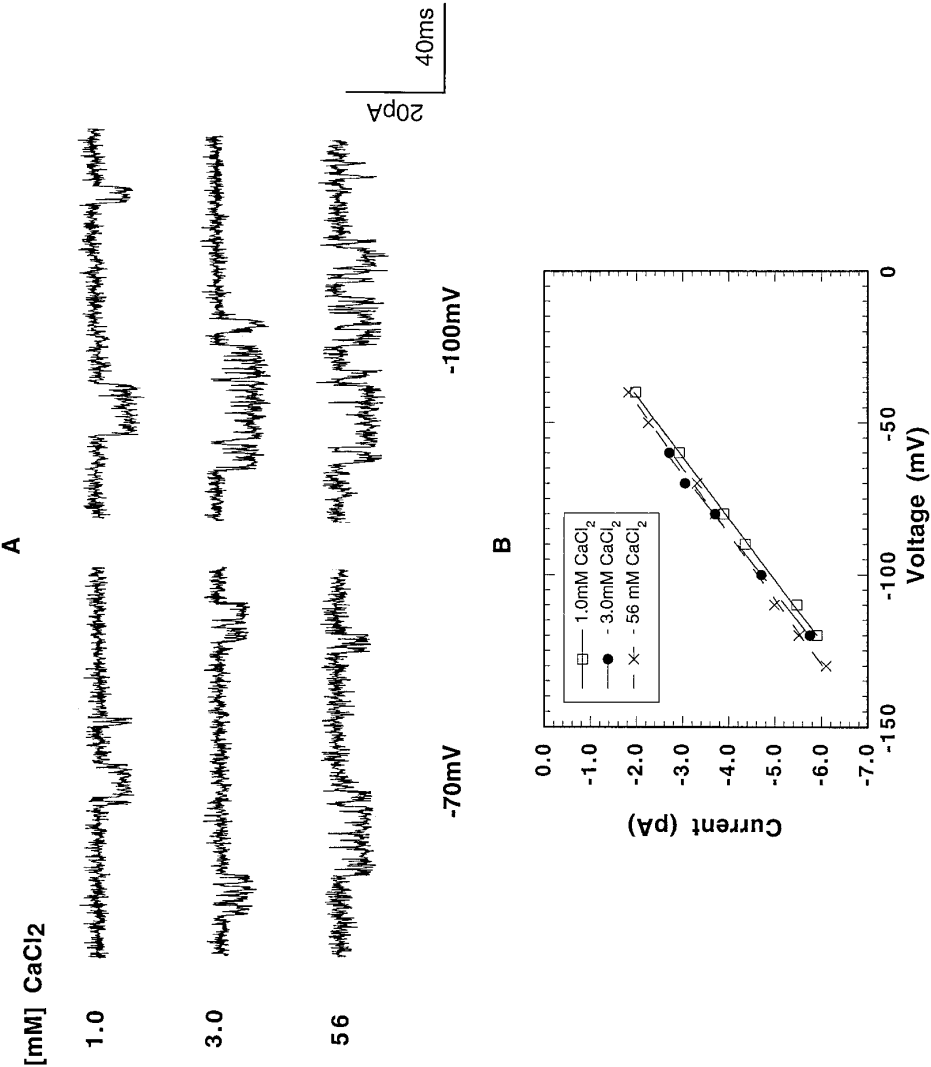 A
[mM] CaCl2
1.0
3.0
56
-70mV
-100mV
20pA
40ms
B
Current (pA)
0.0
-1.0
-2.0
-3.0
-4.0
-5.0
-6.0
-7.0
1.0mM CaCl2
3.0mM CaCl2
56 mM CaCl2
-150
-100
-50
0
Voltage (mV)